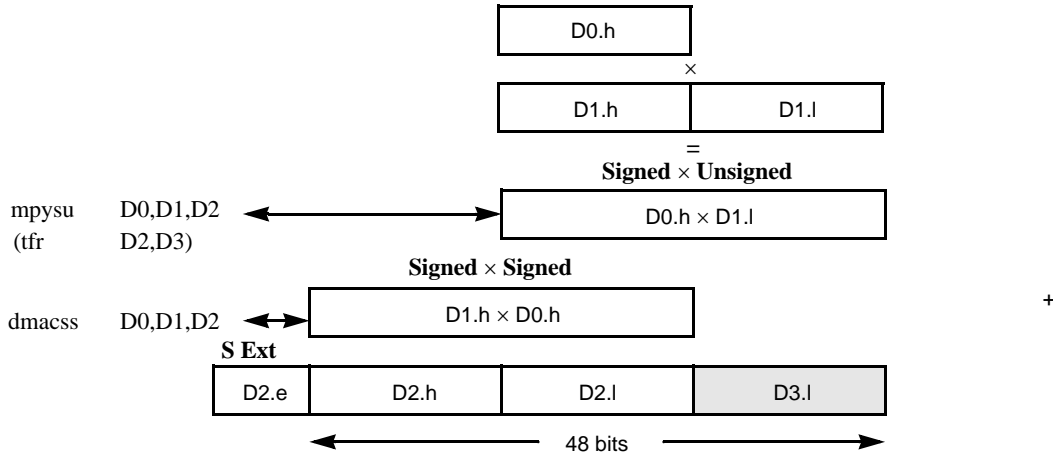 D0.h
×
D1.h D1.l
=
Signed × Unsigned
mpysu D0,D1,D2 D0.h × D1.l
(tfr D2,D3)
Signed × Signed
dmacss D0,D1,D2 D1.h × D0.h +
S Ext
D2.e D2.h D2.l D3.l
48 bits